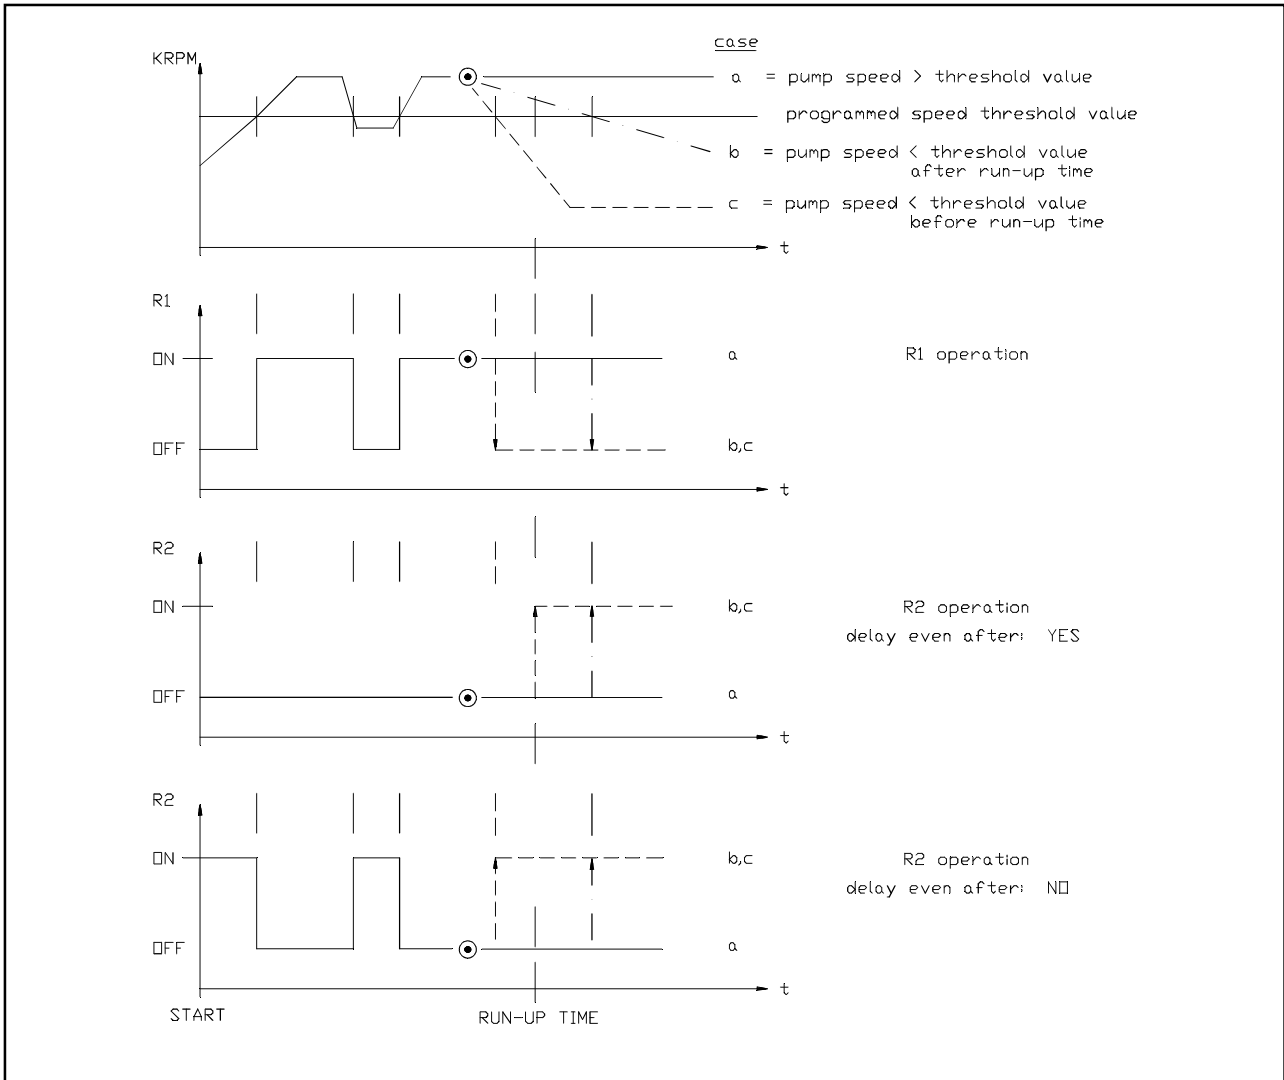 case
KRPM
a = pump speed > threshold value
programmed speed threshold value
b = pump speed < threshold value
after run-up time
c = pump speed < threshold value
before run-up time
t
R1
ON
a
R1 operation
OFF
b,c
t
R2
ON
b,c
R2 operation
delay even after: YES
OFF
a
t
R2
ON
b,c
R2 operation
delay even after: NO
OFF
a
t
START
RUN-UP TIME